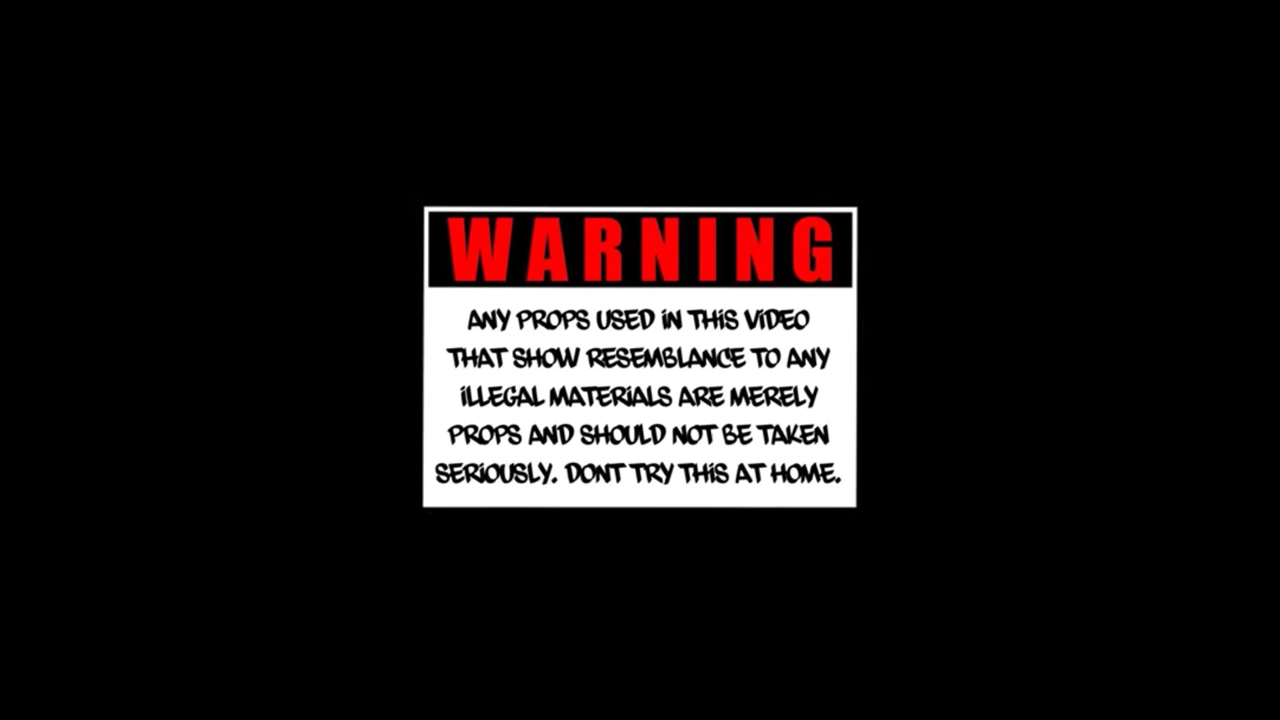 WARNING
ANY PROPS USED iN THiS ViDEO
THAT SHOW RESEMBLANCE TO ANY
iLLEGAL MATERiALS ARE MERELY
PROPS AND SHOULD NOT BE TAKEN
SERiOUSLY. DONT TRY THiS AT HOME.